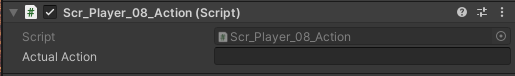 Scr_Player_08_Action (Script)
Script Scr_Player_08_Action
Actual Action